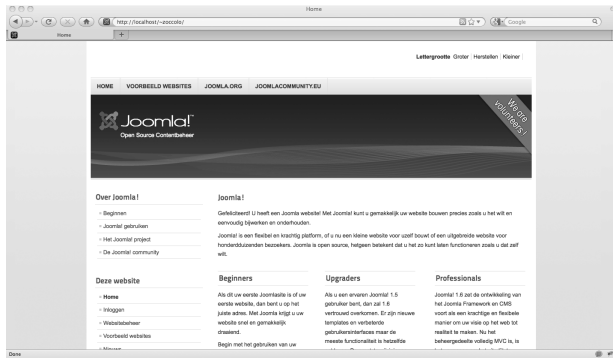 Home
http://localhost/~zoccolo/
Google
Home
Lettergrootte Groter | Herstellen | Kleiner
HOME VOORBEELD WEBSITES JOOMLA.ORG JOOMLACOMMUNITY.EU
Joomla!
Open Source Contentbeheer
We are
volunteers!
Over Joomla!
Beginnen
Joomla! gebruiken
Het Joomla! project
De Joomla! community
Deze website
Home
Inloggen
Websitebeheer
Voorbeeld websites
Nieuws
Joomla!
Gefeliciteerd! U heeft een Joomla website! Met Joomla! kunt u gemakkelijk uw website bouwen precies zoals u het wilt en
eenvoudig bijwerken en onderhouden.
Joomla! is een flexibel en krachtig platform, of u nu een kleine website voor uzelf bouwt of een uitgebreide website voor
honderdduizenden bezoekers. Joomla is open source, hetgeen betekent dat u het zo kunt laten functioneren zoals u dat zelf
wilt.
Beginners
Als dit uw eerste Joomlasite is of uw
eerste website, dan bent u op het
juiste adres. Met Joomla krijgt u uw
website snel en gemakkelijk
draaiend.
Begin met het gebruiken van uw
Upgraders
Als u een ervaren Joomla! 1.5
gebruiker bent, dan zal 1.6
vertrouwd overkomen. Er zijn nieuwe
templates en verbeterde
gebruikersinterfaces maar de
meeste functionaliteit is hetzelfde
Professionals
Joomla! 1.6 zet de ontwikkeling van
het Joomla Framework en CMS
voort als een krachtige en flexibele
manier om uw visie op het web tot
realiteit te maken. Nu het
beheergedeelte volledig MVC is, is
Done